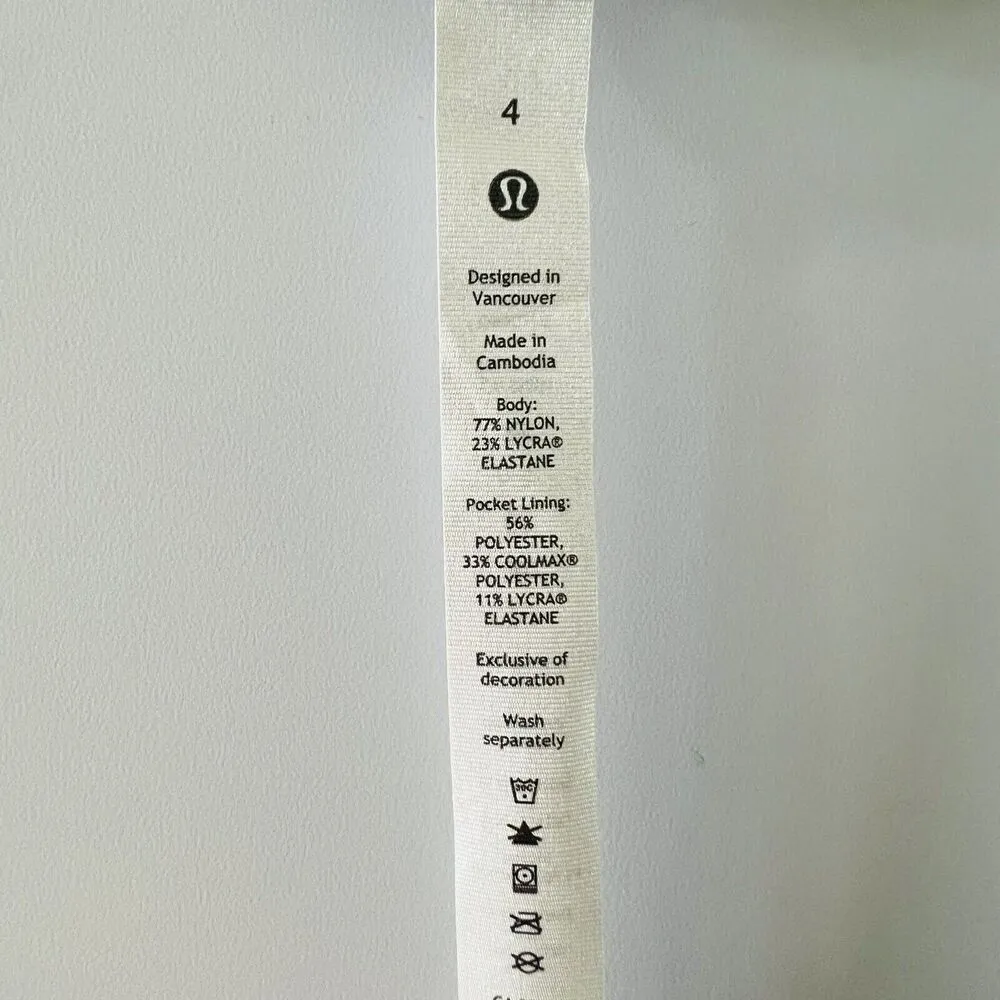 4
Designed in
Vancouver
Made in
Cambodia
Body:
77% NYLON,
23% LYCRA®
ELASTANE
Pocket Lining:
56%
POLYESTER,
33% COOLMAX®
POLYESTER,
11% LYCRA®
ELASTANE
Exclusive of
decoration
Wash
separately
30C